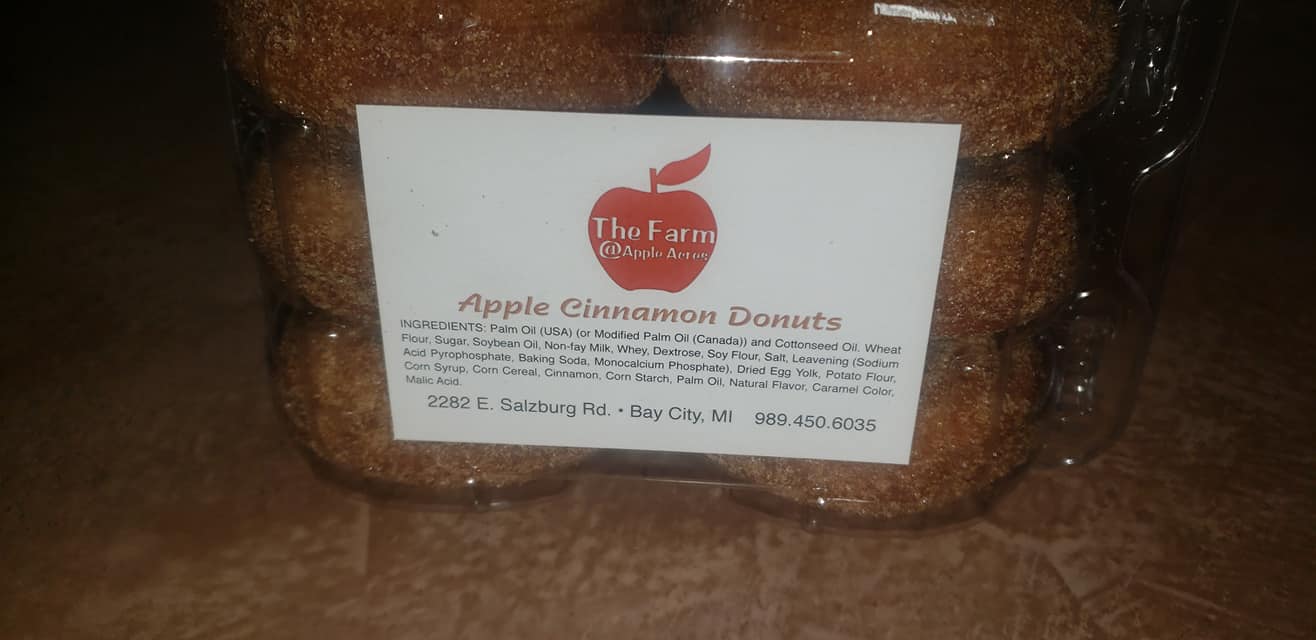 The Farm
@Apple Acres
Apple Cinnamon Donuts
INGREDIENTS: Palm Oil (USA) (or Modified Palm Oil (Canada)) and Cottonseed Oil. Wheat
Flour, Sugar, Soybean Oil, Non-fay Milk, Whey, Dextrose, Soy Flour, Salt, Leavening (Sodium
Acid Pyrophosphate, Baking Soda, Monocalcium Phosphate), Dried Egg Yolk, Potato Flour,
Corn Syrup, Corn Cereal, Cinnamon, Corn Starch, Palm Oil, Natural Flavor, Caramel Color,
Malic Acid.
2282 E. Salzburg Rd. • Bay City, MI 989.450.6035